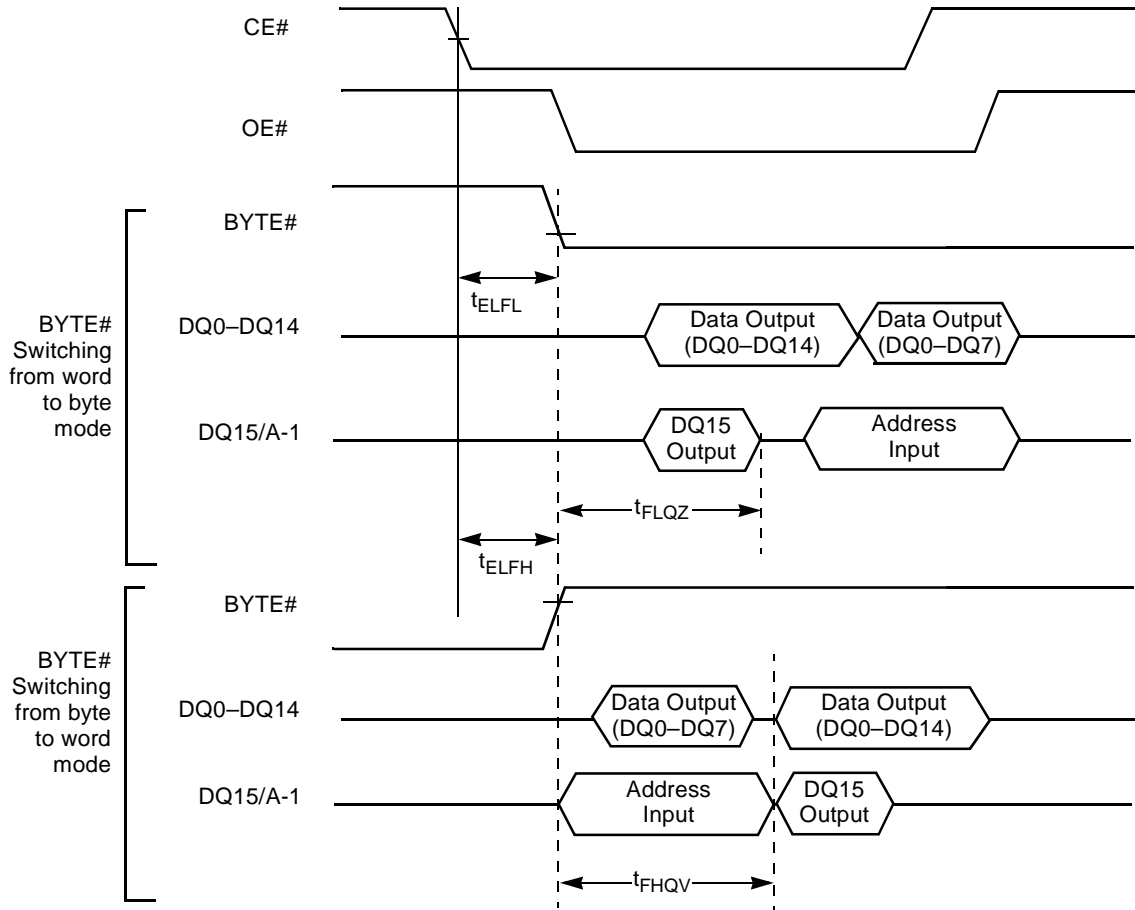 CE#
OE#
BYTE#
tELFL
BYTE#
Switching
from word
to byte
mode
DQ0–DQ14
Data Output
(DQ0–DQ14)
Data Output
(DQ0–DQ7)
DQ15/A-1
DQ15
Output
Address
Input
tFLQZ
tELFH
BYTE#
BYTE#
Switching
from byte
to word
mode
DQ0–DQ14
Data Output
(DQ0–DQ7)
Data Output
(DQ0–DQ14)
DQ15/A-1
Address
Input
DQ15
Output
tFHQV